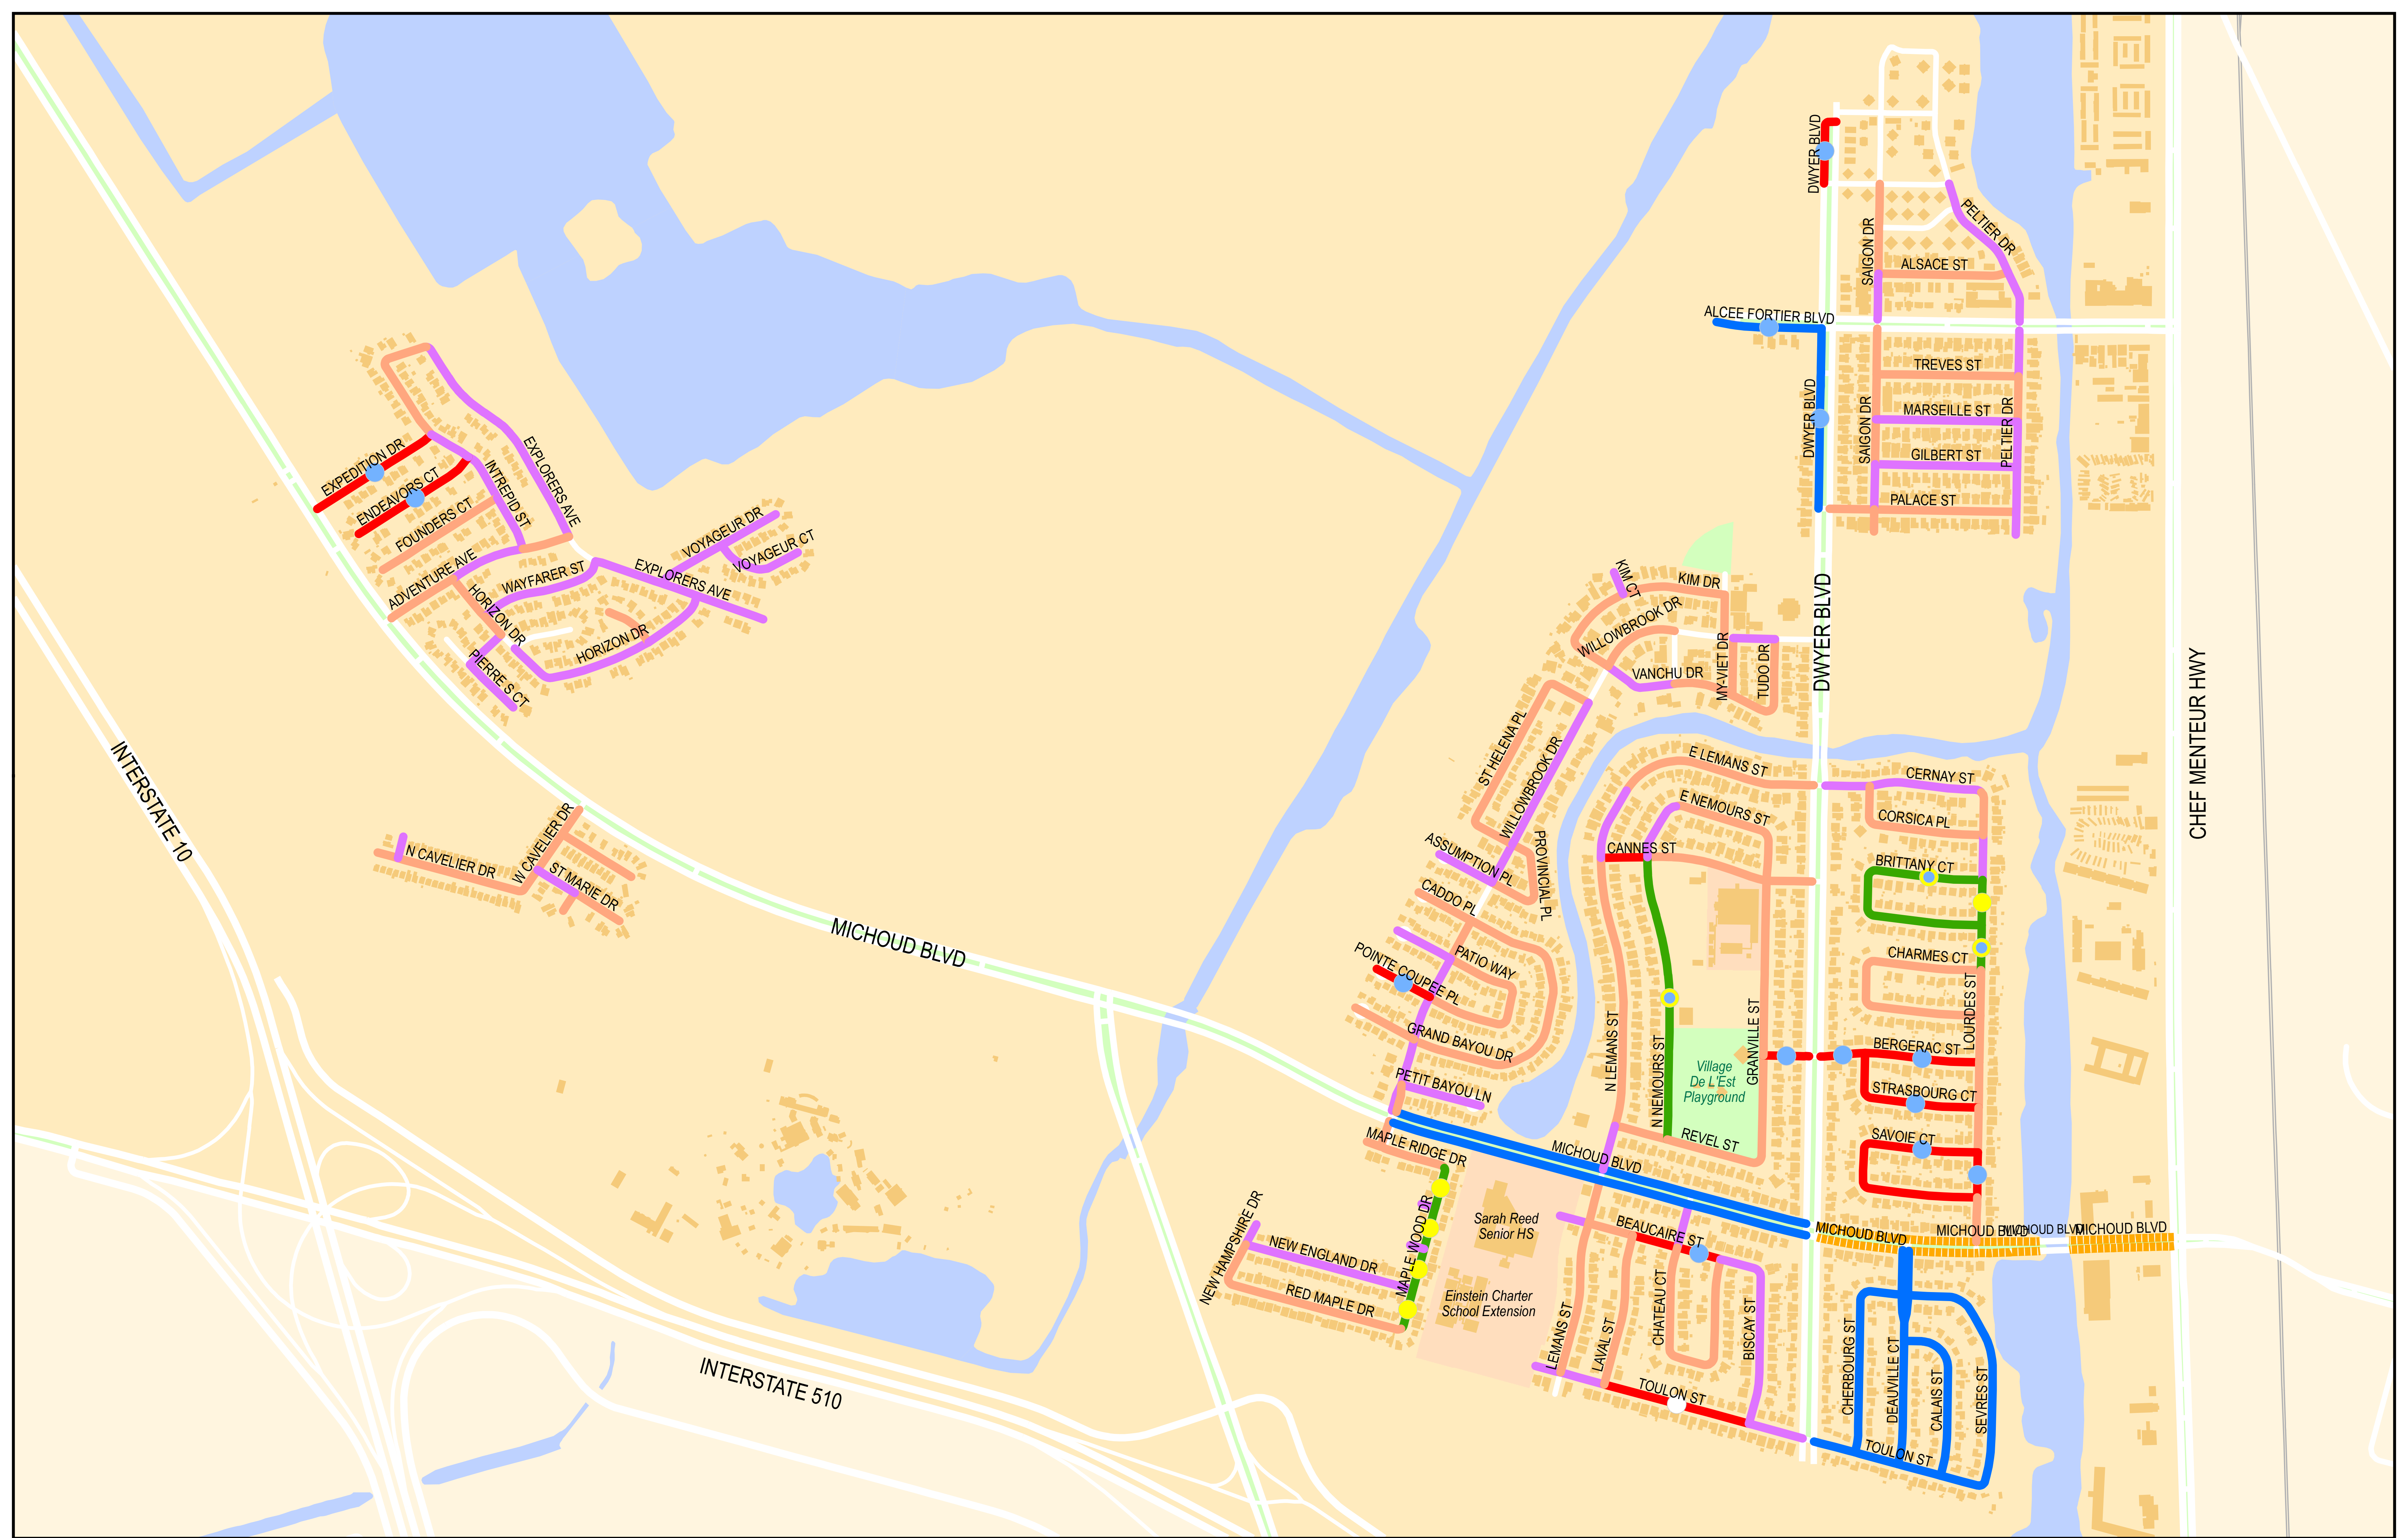 DWYER BLVD
PELTIER DR
SAIGON DR
ALSACE ST
ALCEE FORTIER BLVD
TREVES ST
DWYER BLVD
SAIGON DR
MARSEILLE ST
PELTIER DR
GILBERT ST
PALACE ST
EXPEDITION DR
ENDEAVORS CT
FOUNDERS CT
INTREPID ST
EXPLORERS AVE
ADVENTURE AVE
WAYFARER ST
HORIZON DR
EXPLORERS AVE
VOYAGEUR DR
VOYAGEUR CT
HORIZON DR
PIERRE S CT
KIM CT
KIM DR
WILLOWBROOK DR
VANCHU DR
MY-VIET DR
TUDO DR
DWYER BLVD
CHEF MENTEUR HWY
INTERSTATE 10
ST HELENA PL
WILLOWBROOK DR
E LEMANS ST
CERNAY ST
E NEMOURS ST
CORSICA PL
N CAVELIER DR
W CAVELIER DR
ST MARIE DR
ASSUMPTION PL
PROVINCIAL PL
CANNES ST
BRITTANY CT
CADDO PL
MICHOUD BLVD
PATIO WAY
POINTE COUPEE PL
CHARMES CT
LOURDES ST
GRAND BAYOU DR
N LEMANS ST
N NEMOURS ST
GRANVILLE ST
BERGERAC ST
Village
De L'Est
Playground
PETIT BAYOU LN
STRASBOURG CT
MAPLE RIDGE DR
MICHOUD BLVD
REVEL ST
SAVOIE CT
NEW HAMPSHIRE DR
MAPLE WOOD DR
Sarah Reed
Senior HS
BEAUCAIRE ST
MICHOUD BLVD
MICHOUD BLVD
MICHOUD BLVD
MICHOUD BLVD
NEW ENGLAND DR
RED MAPLE DR
Einstein Charter
School Extension
LEMANS ST
LAVAL ST
CHATEAU CT
BISCAY ST
CHERBOURG ST
DEAUVILLE CT
CALAIS ST
SEVRES ST
INTERSTATE 510
TOULON ST
TOULON ST